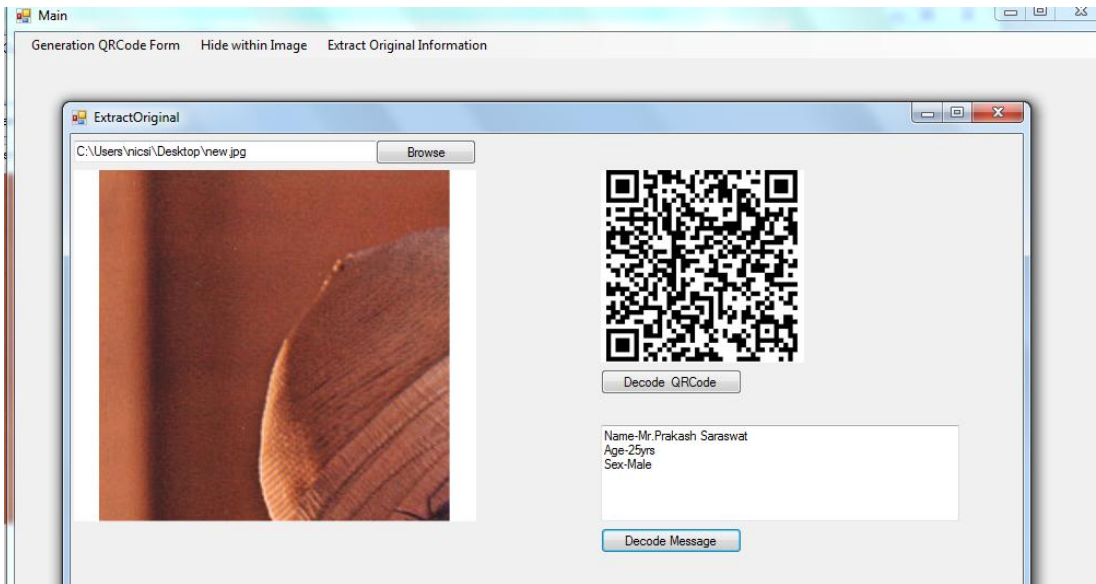 Main
Generation QRCode Form Hide within Image Extract Original Information
ExtractOriginal
C:\Users\nicsi\Desktop\new.jpg Browse
Decode QRCode
Name-Mr.Prakash Saraswat
Age-25yrs
Sex-Male
Decode Message